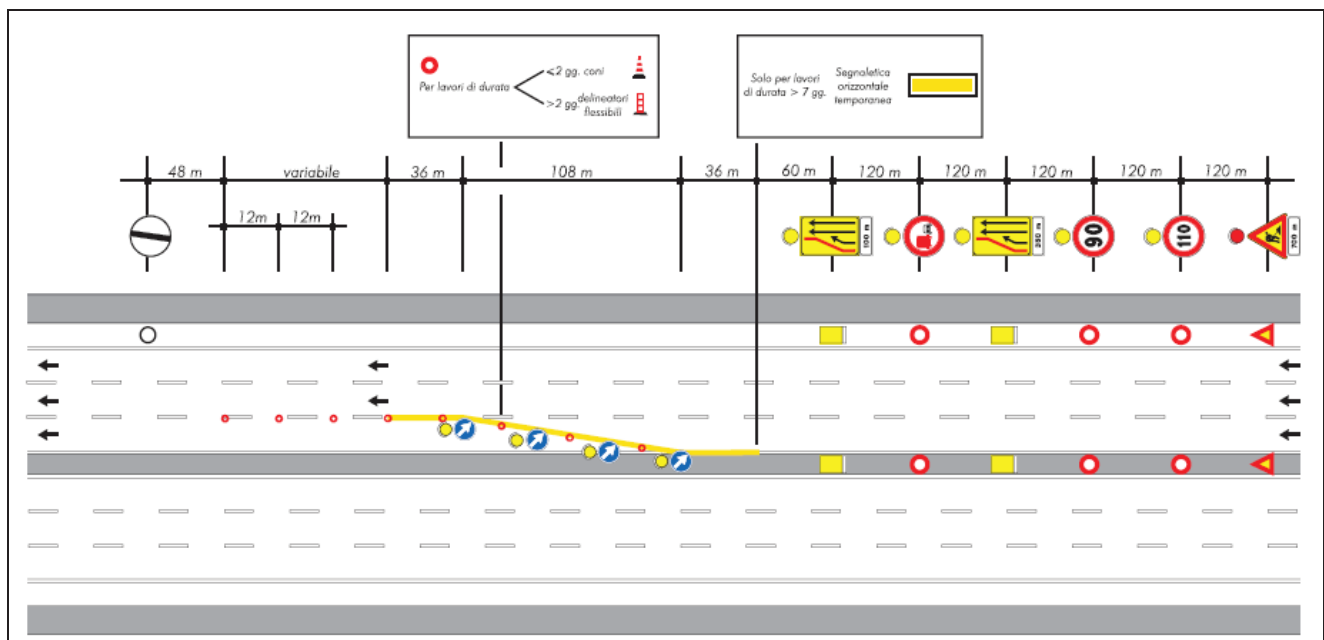 Per lavori di durata
<2 gg. coni
>2 gg. delineatori
flessibili
Solo per lavori
di durata > 7 gg.
Segnaletica
orizzontale
temporanea
48 m
variabile
36 m
108 m
36 m
60 m
120 m
120 m
120 m
120 m
120 m
12m
12m
100 m
90
110
700 m